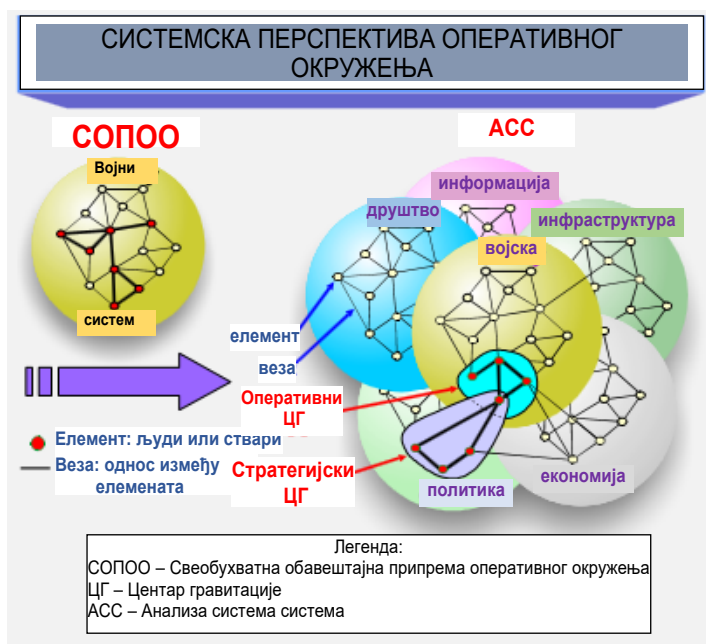 СИСТЕМСКА ПЕРСПЕКТИВА ОПЕРАТИВНОГ
ОКРУЖЕЊА
СОПОО
Војни
систем
АСС
информација
друштво
инфраструктура
војска
елемент
веза
Оперативни
ЦГ
Елемент: људи или ствари
Веза: однос између
елемената
Стратегијски
ЦГ
политика
економија
Легенда:
СОПОО – Свеобухватна обавештајна припрема оперативног окружења
ЦГ – Центар гравитације
АСС – Анализа система система